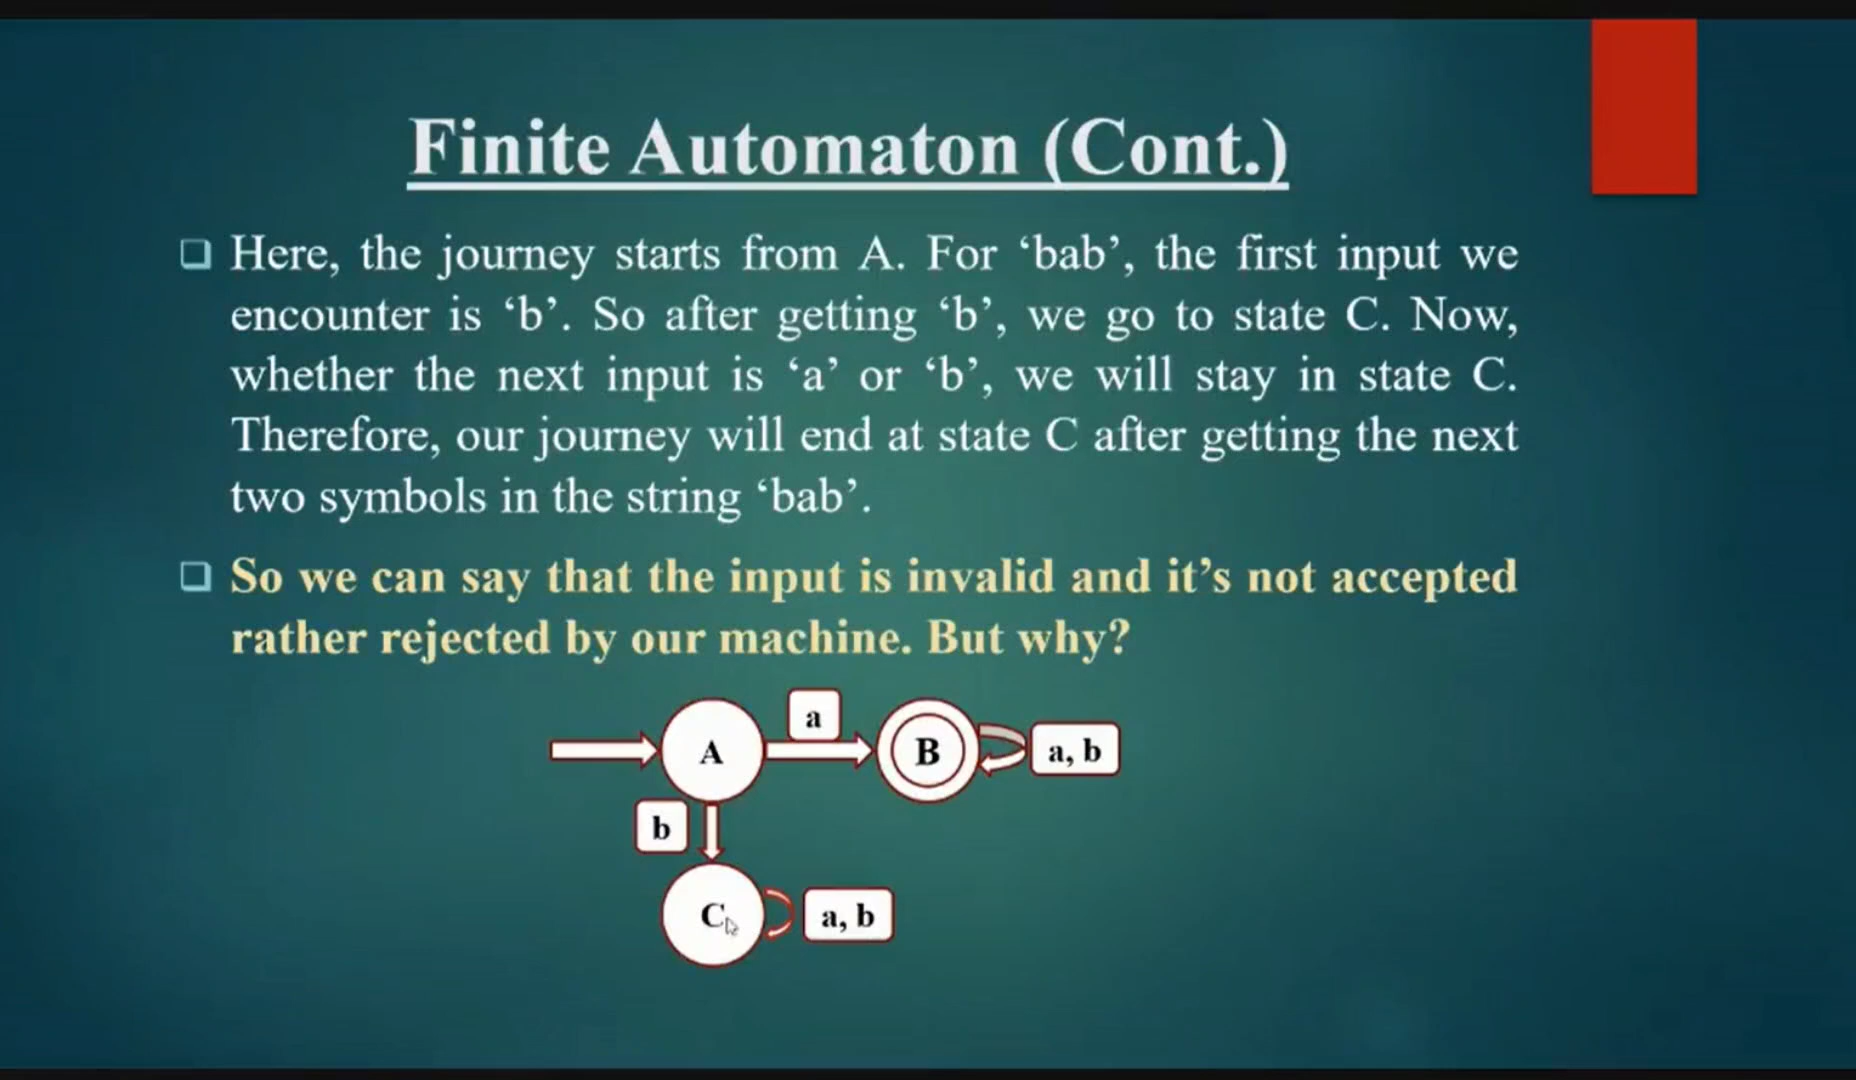 Finite Automaton (Cont.)
Here, the journey starts from A. For ‘bab’, the first input we
encounter is ‘b’. So after getting ‘b’, we go to state C. Now,
whether the next input is ‘a’ or ‘b’, we will stay in state C.
Therefore, our journey will end at state C after getting the next
two symbols in the string ‘bab’.
So we can say that the input is invalid and it’s not accepted
rather rejected by our machine. But why?
a
A
B
a, b
b
C
a, b